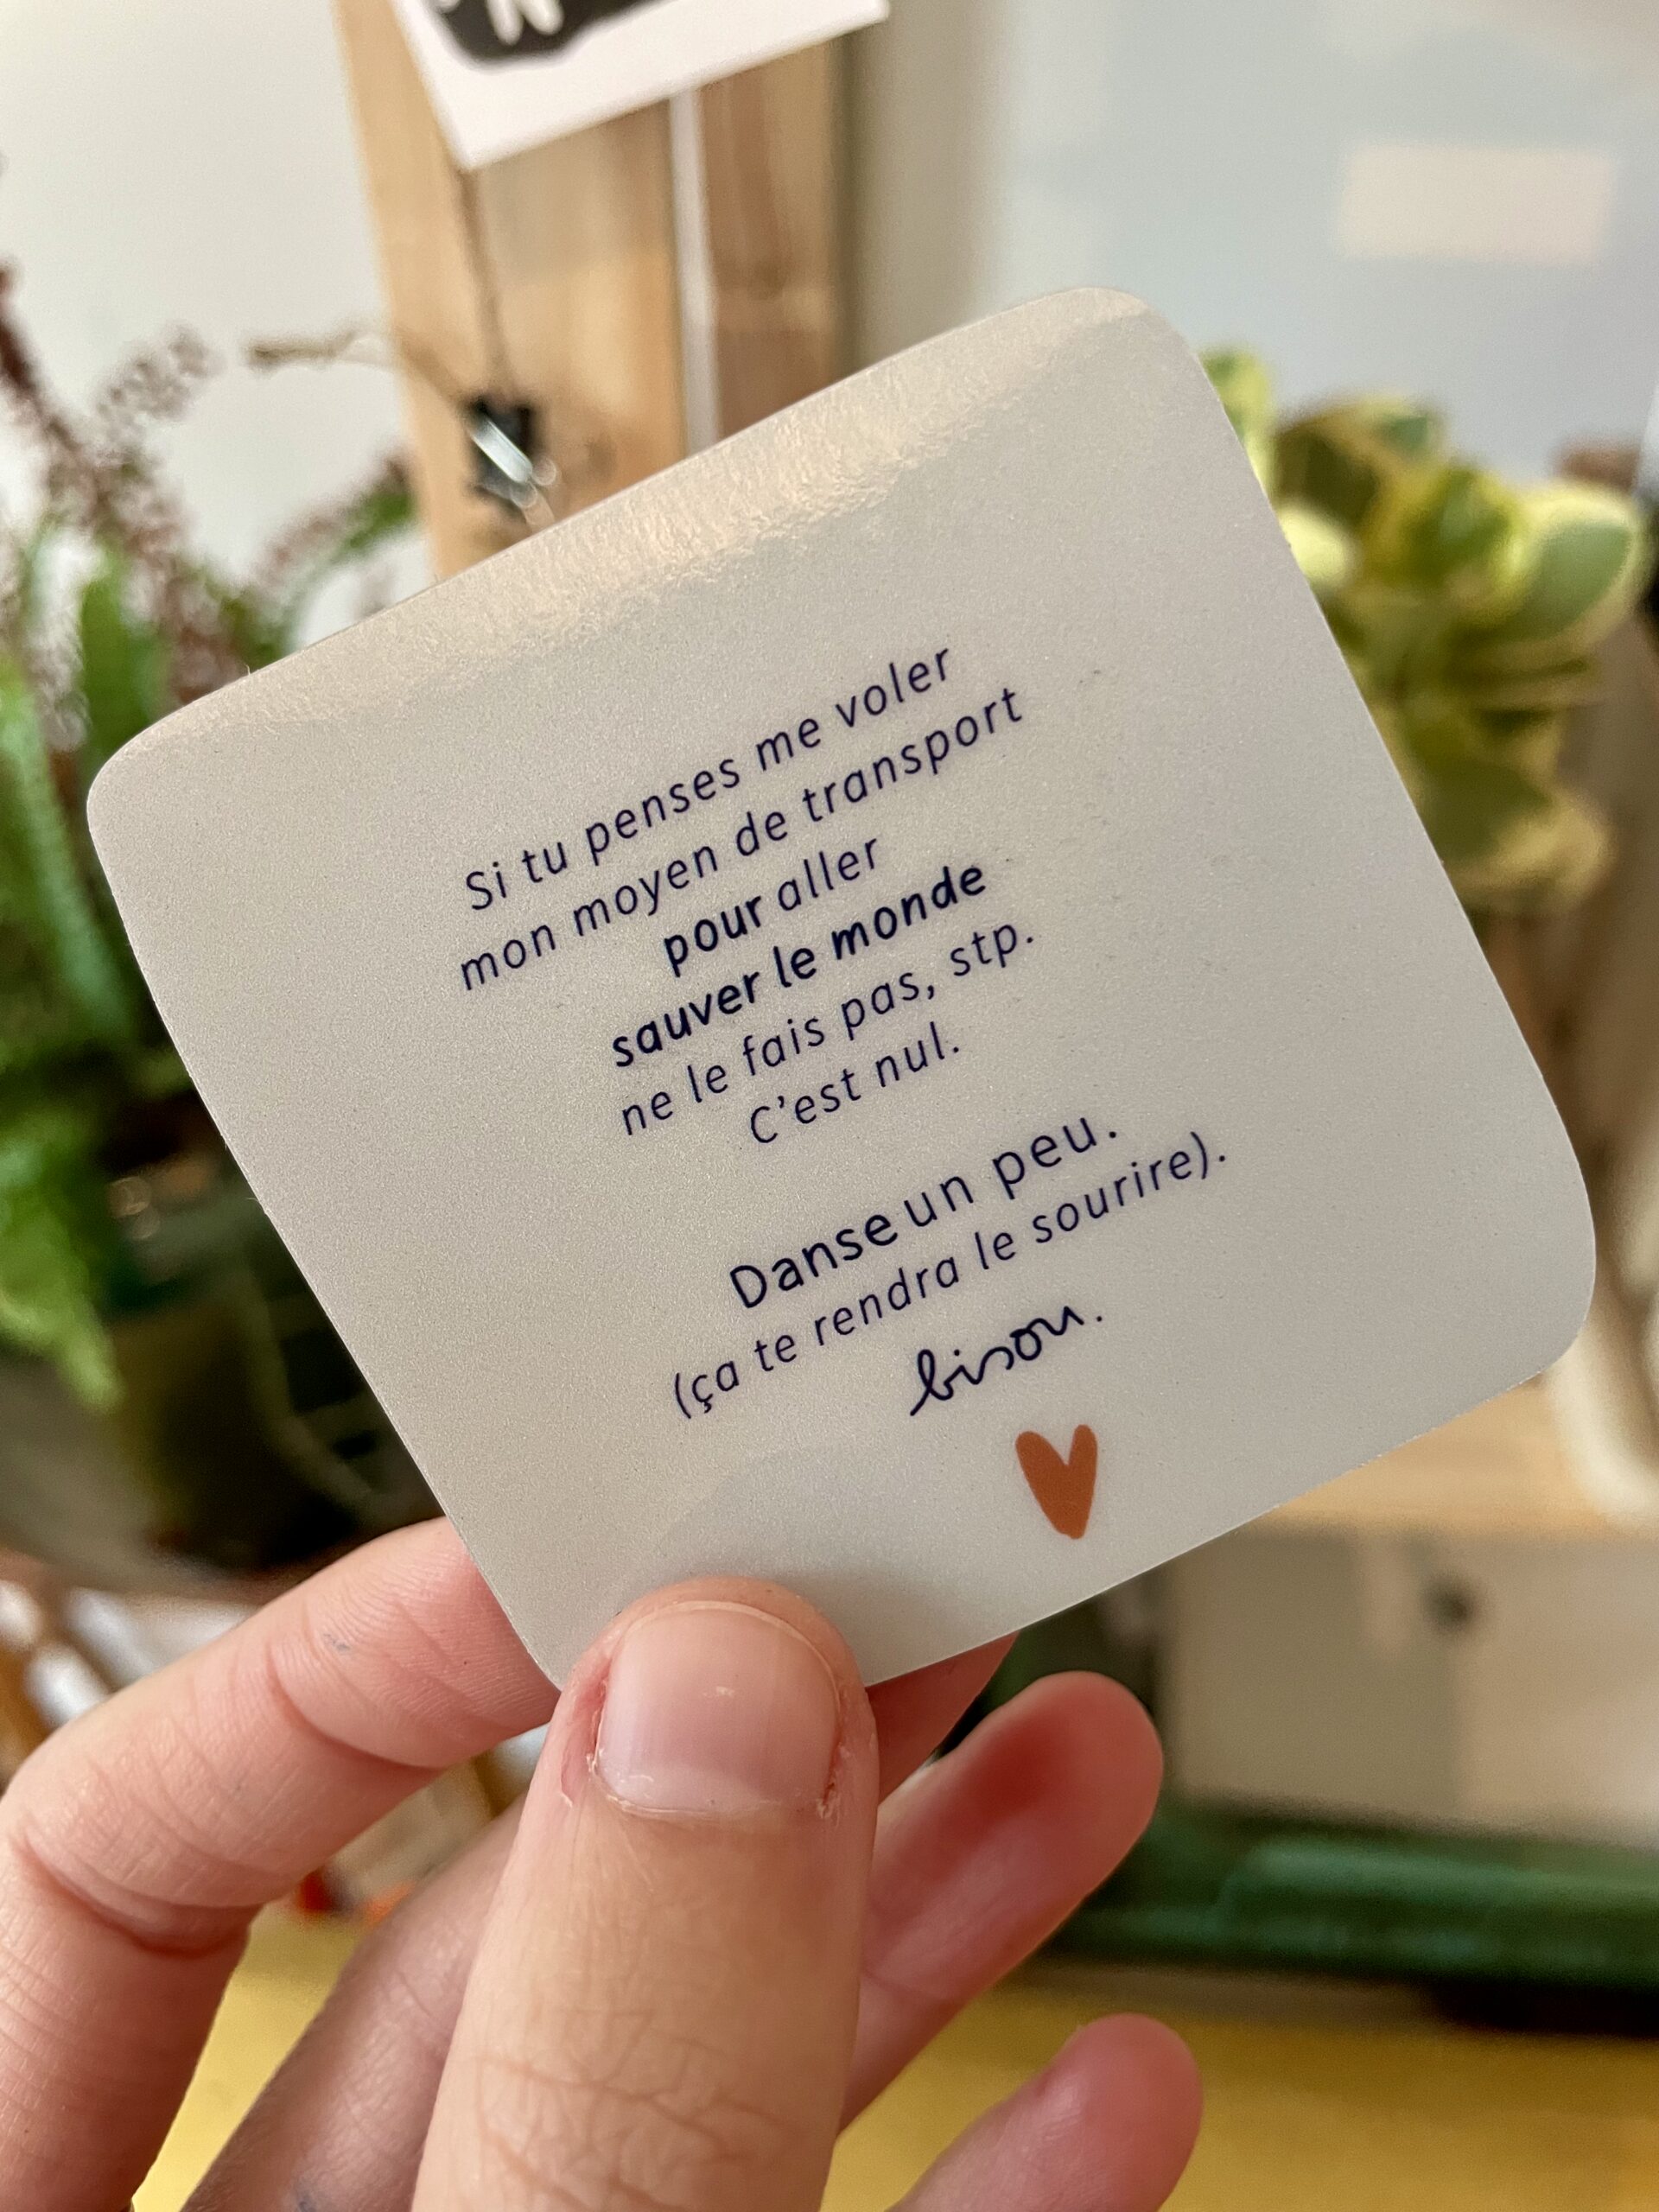 N
Si tu penses me voler
mon moyen de transport
pour aller
sauver le monde
ne le fais pas, stp.
C'est nul.
Danse un peu.
(ça te rendra le sourire).
bisou.